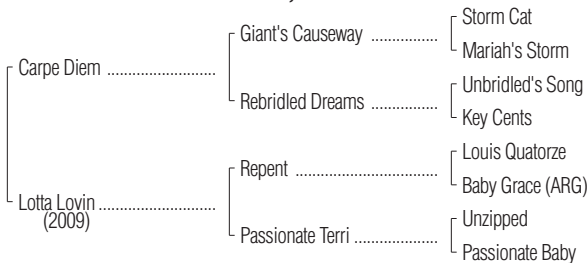 Storm Cat
Giant's Causeway ................
Mariah's Storm
Carpe Diem ..........................
Unbridled's Song
Rebridled Dreams ..............
Key Cents
Louis Quatorze
Repent ..................................
Baby Grace (ARG)
Lotta Lovin ............................
(2009)
Unzipped
Passionate Terri ....................
Passionate Baby